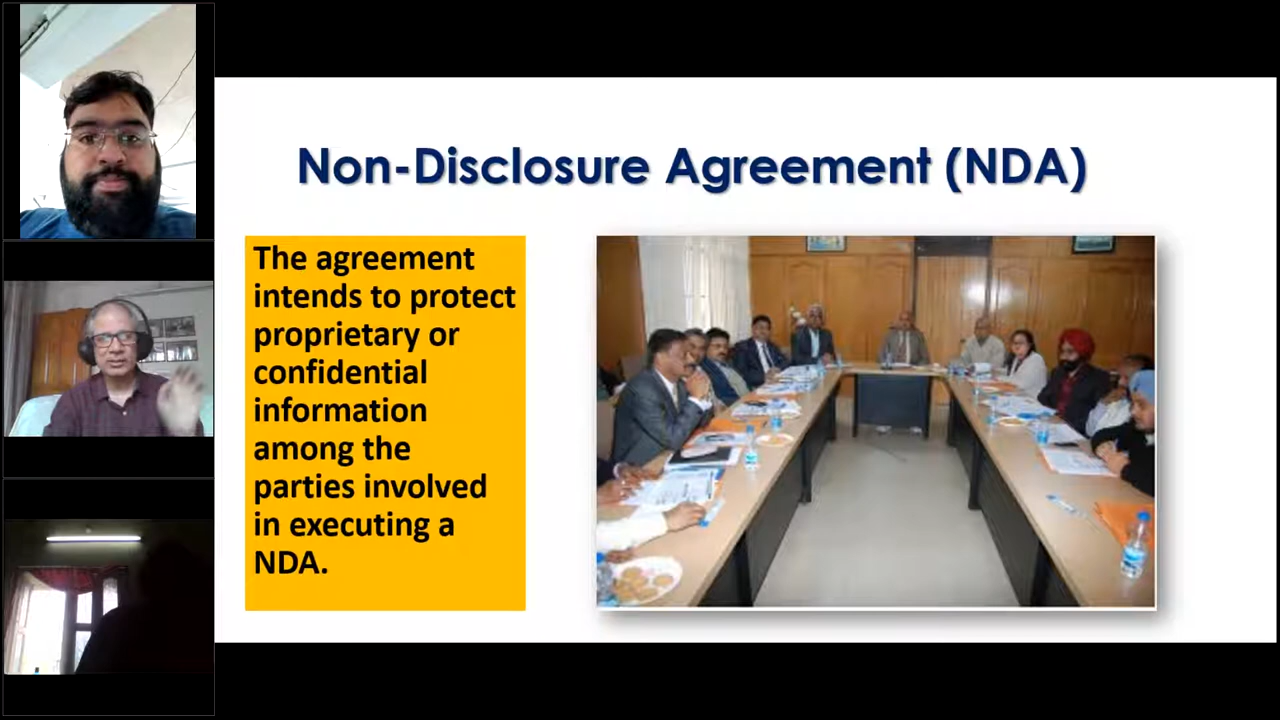 Non-Disclosure Agreement (NDA)
The agreement
intends to protect
proprietary or
confidential
information
among the
parties involved
in executing a
NDA.